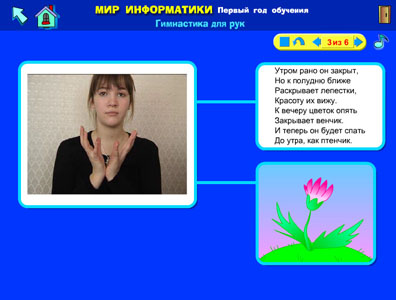 МИР ИНФОРМАТИКИ Первый год обучения
Гимнастика для рук
3 из 6
Утром рано он закрыт,
Но к полудню ближе
Раскрывает лепестки,
Красоту их вижу.
К вечеру цветок опять
Закрывает венчик.
И теперь он будет спать
До утра, как птенчик.